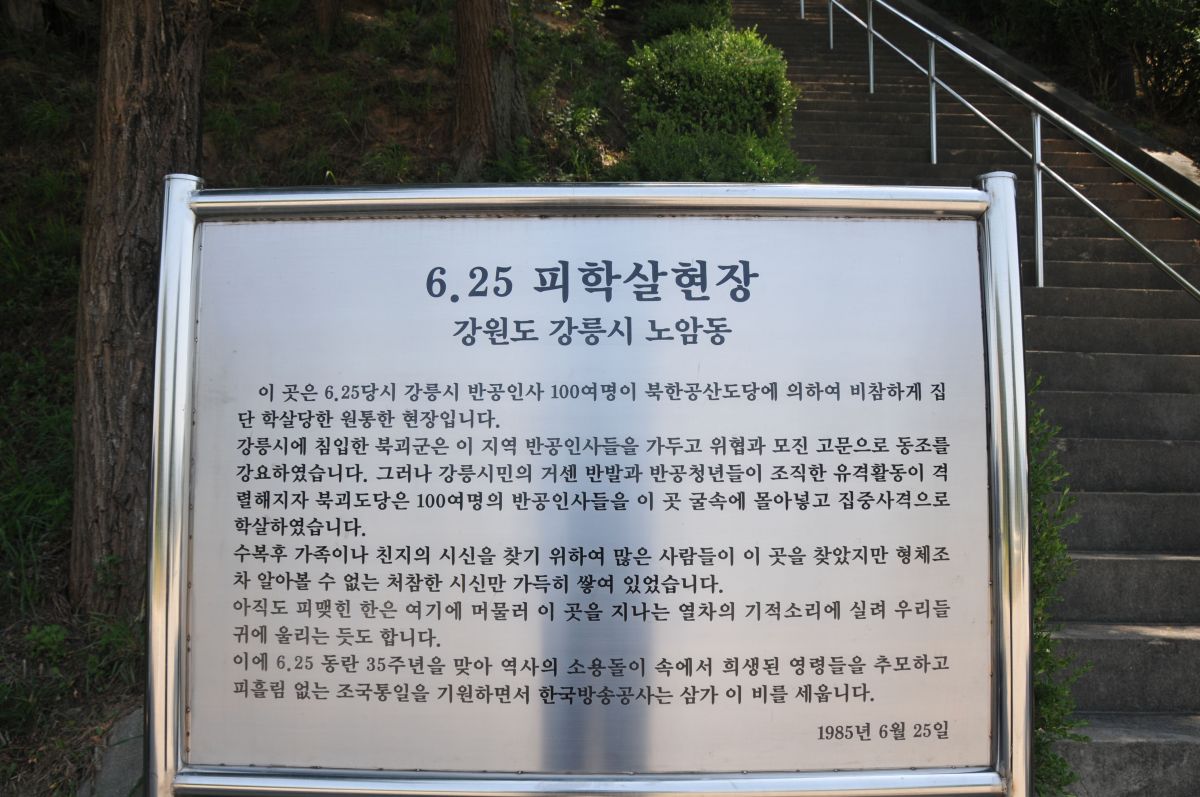 6.25 피학살현장
강원도 강릉시 노암동
이 곳은 6.25당시 강릉시 반공인사 100여명이 북한공산도당에 의하여 비참하게 집
단 학살당한 원통한 현장입니다.
강릉시에 침입한 북괴군은 이 지역 반공인사들을 가두고 위협과 모진 고문으로 동조를
강요하였습니다. 그러나 강릉시민의 거센 반발과 반공청년들이 조직한 유격활동이 격
렬해지자 북괴도당은 100여명의 반공인사들을 이 곳 굴속에 몰아넣고 집중사격으로
학살하였습니다.
수복후 가족이나 친지의 시신을 찾기 위하여 많은 사람들이 이 곳을 찾았지만 형체조
차 알아볼 수 없는 처참한 시신만 가득히 쌓여 있었습니다.
아직도 피맺힌 한은 여기에 머물러 이 곳을 지나는 열차의 기적소리에 실려 우리들
귀에 울리는 듯도 합니다.
이에 6.25 동란 35주년을 맞아 역사의 소용돌이 속에서 희생된 영령들을 추모하고
피흘림 없는 조국통일을 기원하면서 한국방송공사는 삼가 이 비를 세웁니다.
1985년 6월 25일